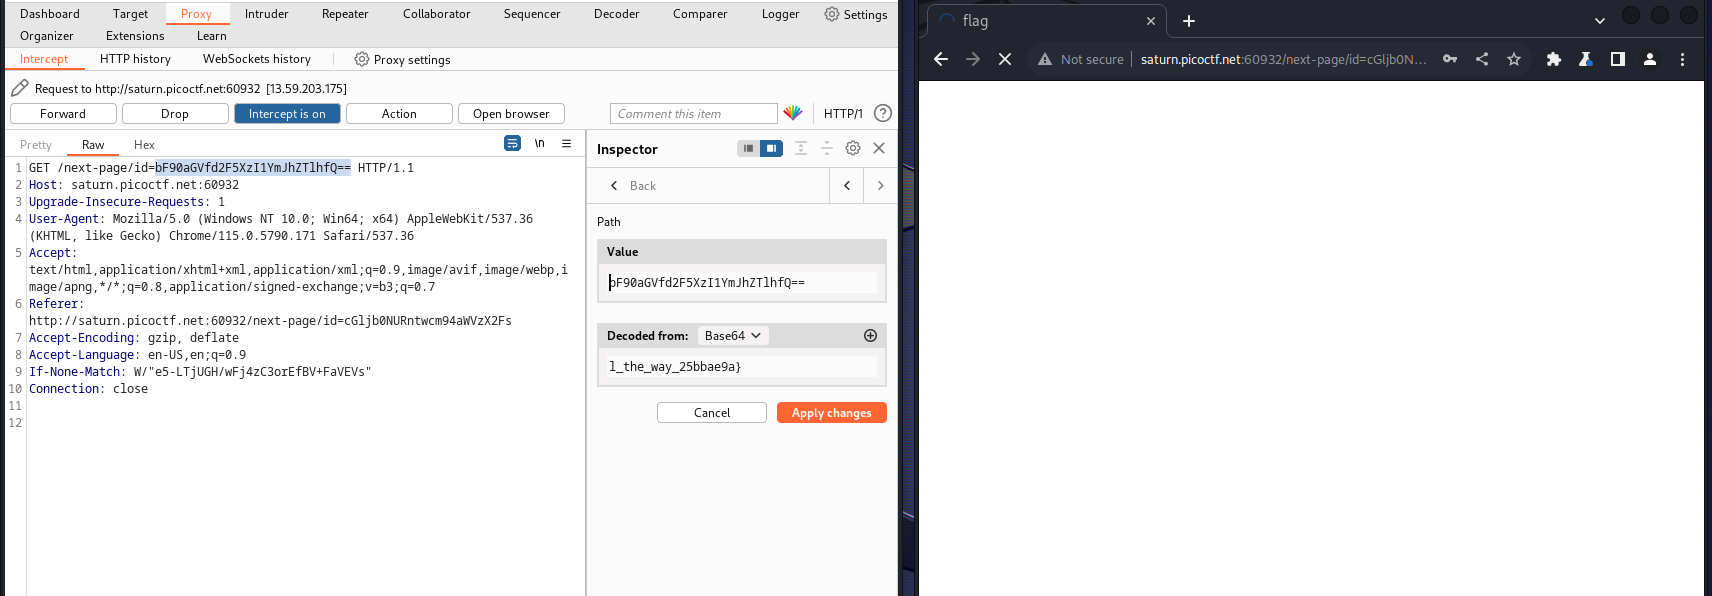 Dashboard Target Proxy Intruder Repeater Collaborator Sequencer Decoder Comparer Logger Settings
Organizer Extensions Learn
Intercept HTTP history WebSockets history Proxy settings
Request to http://saturn.picoctf.net:60932 [13.59.203.175]
Forward Drop Intercept is on Action Open browser Comment this item HTTP/1 ?
Pretty Raw Hex \n
1 GET /next-page/id=bF90aGVfd2F5XzI1YmJhZTlhfQ== HTTP/1.1
2 Host: saturn.picoctf.net:60932
3 Upgrade-Insecure-Requests: 1
4 User-Agent: Mozilla/5.0 (Windows NT 10.0; Win64; x64) AppleWebKit/537.36
(KHTML, like Gecko) Chrome/115.0.5790.171 Safari/537.36
5 Accept:
text/html,application/xhtml+xml,application/xml;q=0.9,image/avif,image/webp,i
mage/apng,*/*;q=0.8,application/signed-exchange;v=b3;q=0.7
6 Referer:
http://saturn.picoctf.net:60932/next-page/id=cGljb0NURntwcm94aWVzX2Fs
7 Accept-Encoding: gzip, deflate
8 Accept-Language: en-US,en;q=0.9
9 If-None-Match: W/"e5-LTjUGH/wFj4zC3orEfBV+FaVEVs"
10 Connection: close
11
12
Inspector
Back
Path
Value
bF90aGVfd2F5XzI1YmJhZTlhfQ==
Decoded from: Base64
l_the_way_25bbae9a}
Cancel Apply changes
flag
Not secure saturn.picoctf.net:60932/next-page/id=cGljb0N...